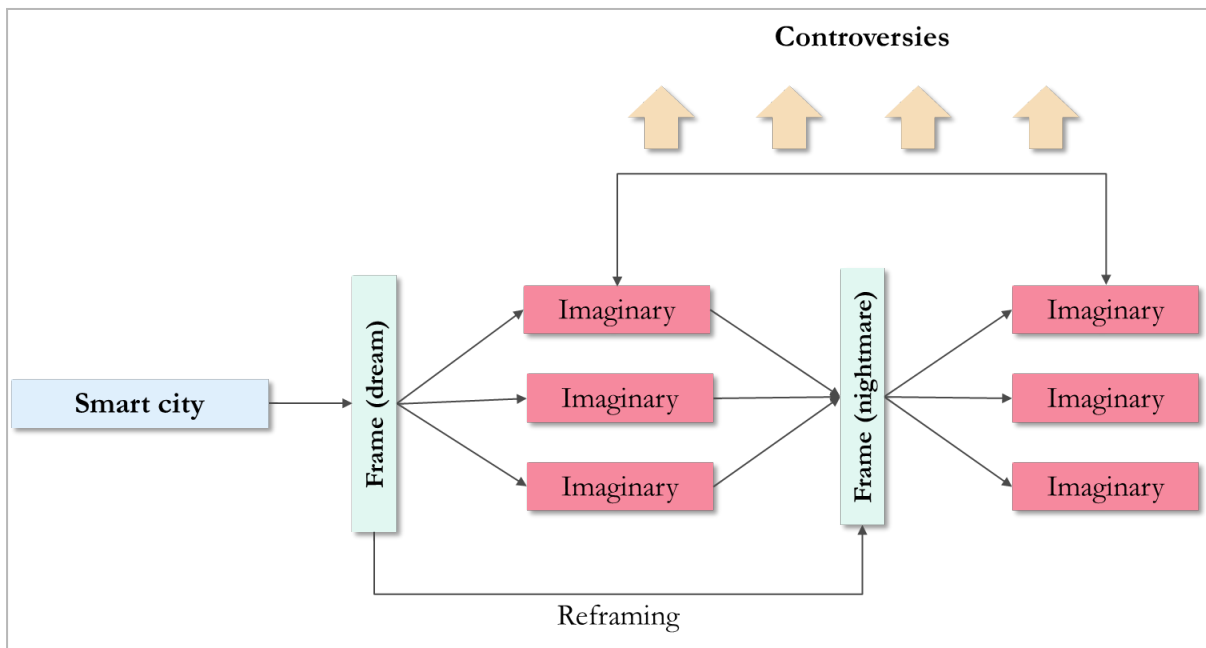 Controversies
Smart city
Frame (dream)
Imaginary
Imaginary
Imaginary
Frame (nightmare)
Imaginary
Imaginary
Imaginary
Reframing